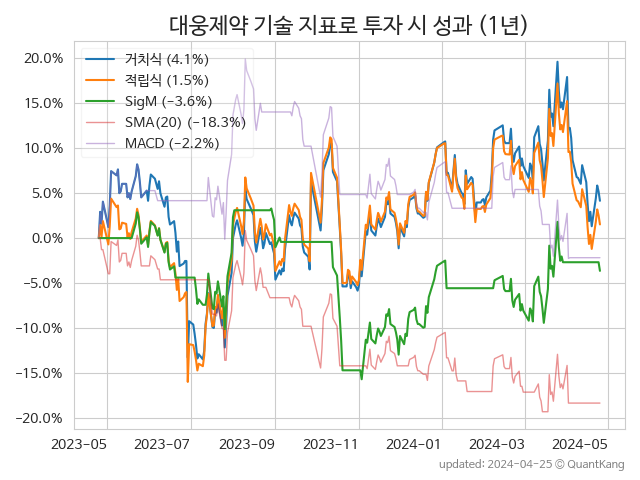 대웅제약 기술 지표로 투자 시 성과 (1년)
거치식 (4.1%)
적립식 (1.5%)
SigM (−3.6%)
SMA(20) (−18.3%)
MACD (−2.2%)
20.0%
15.0%
10.0%
5.0%
0.0%
−5.0%
−10.0%
−15.0%
−20.0%
2023-05 2023-07 2023-09 2023-11 2024-01 2024-03 2024-05
updated: 2024-04-25 © QuantKang